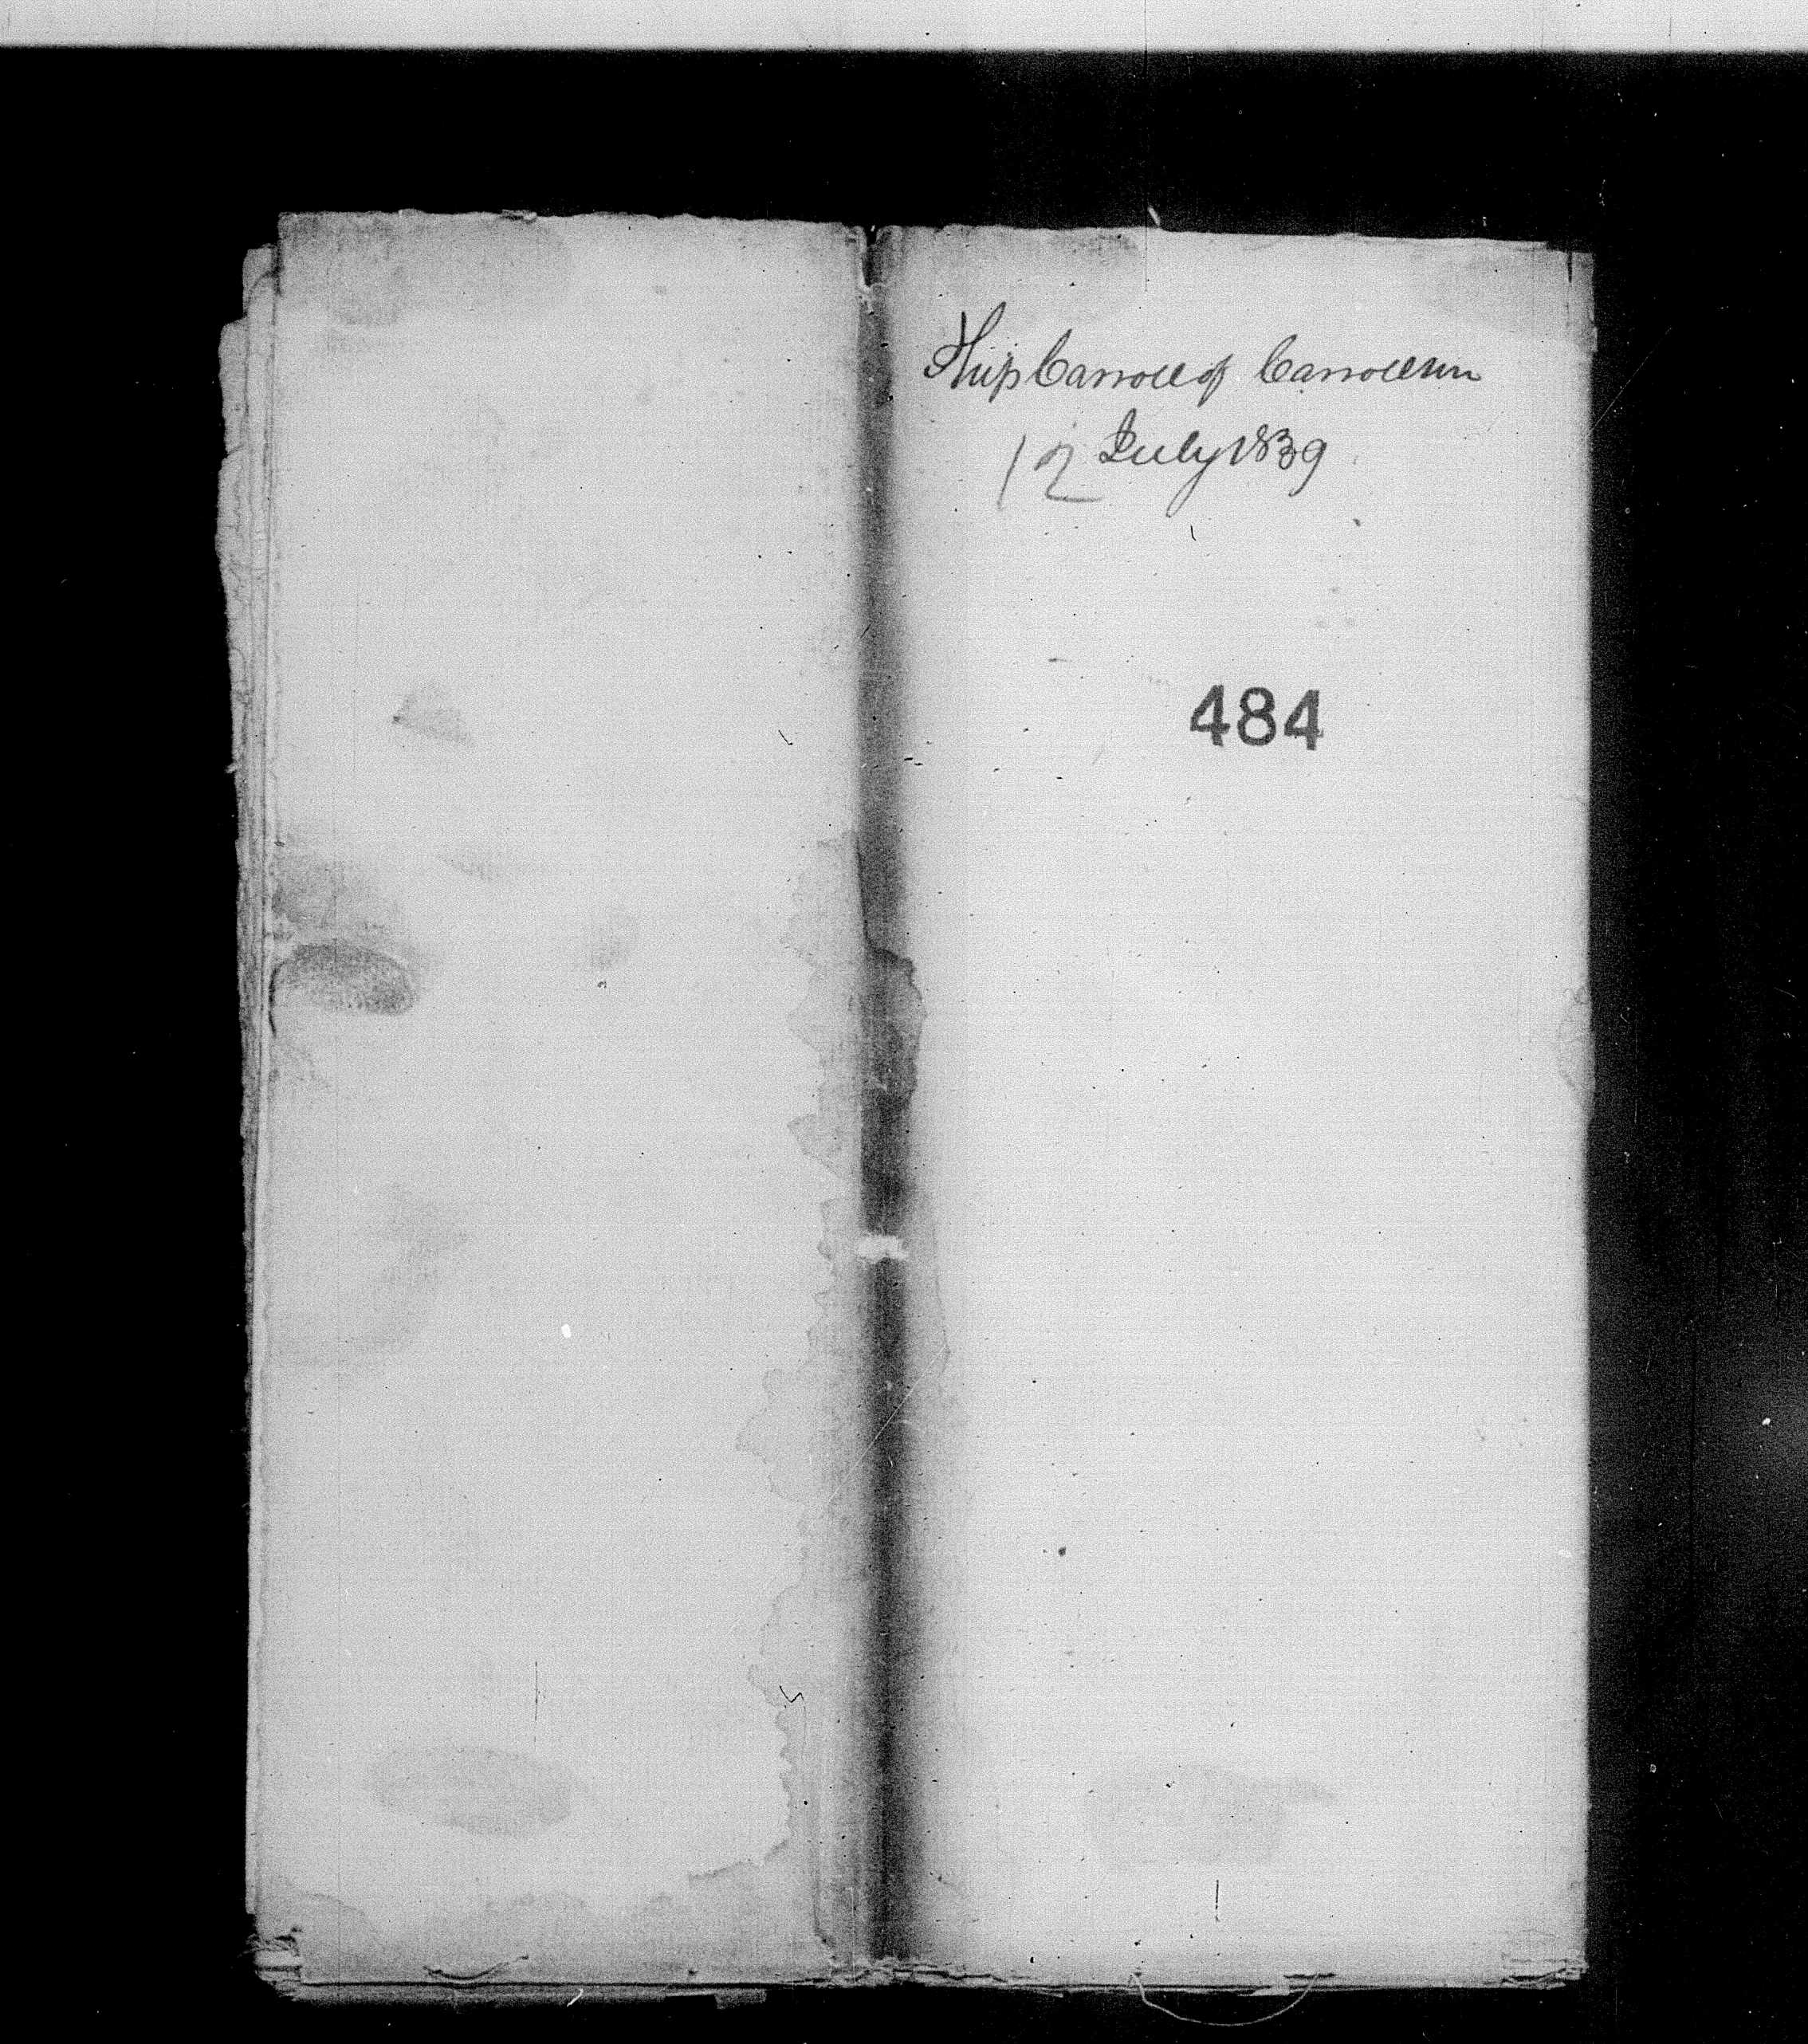 Ship Carroll of Carrollton
12 July 1839
484